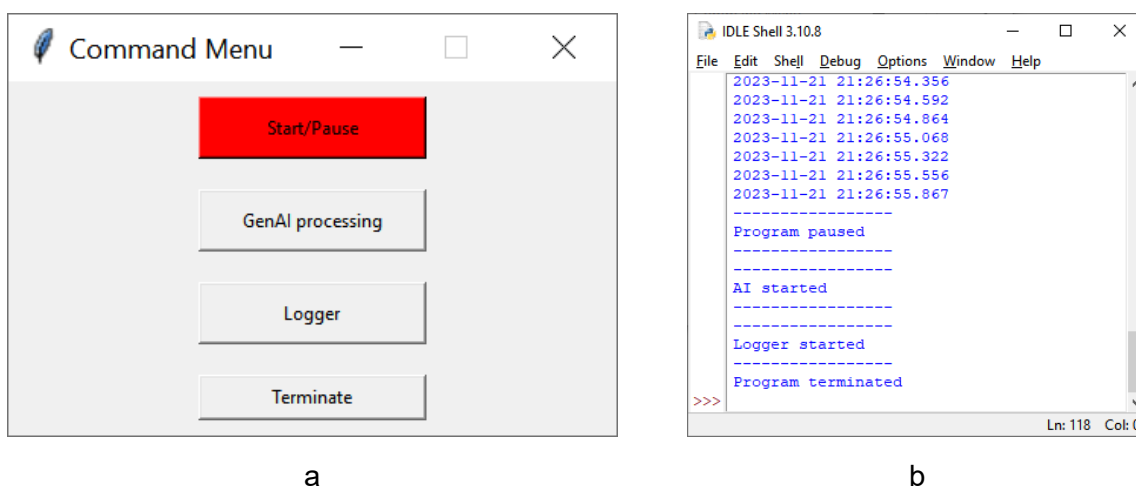 Command Menu
Start/Pause
GenAI processing
Logger
Terminate
a
IDLE Shell 3.10.8
File Edit Shell Debug Options Window Help
2023-11-21 21:26:54.356
2023-11-21 21:26:54.592
2023-11-21 21:26:54.864
2023-11-21 21:26:55.068
2023-11-21 21:26:55.322
2023-11-21 21:26:55.556
2023-11-21 21:26:55.867
-----------------
Program paused
-----------------
-----------------
AI started
-----------------
-----------------
Logger started
-----------------
Program terminated
>>>
Ln: 118 Col: 0
b